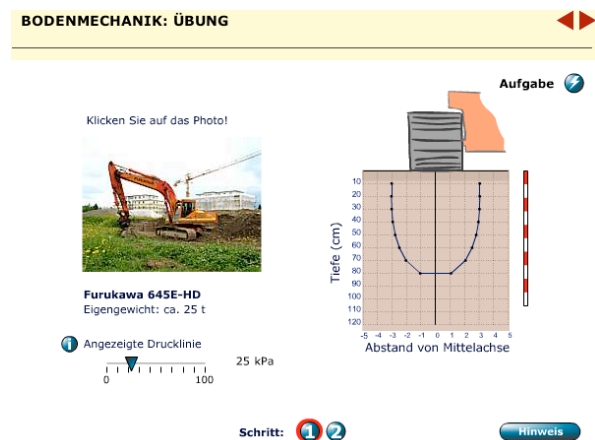 BODENMECHANIK: ÜBUNG
Aufgabe
Klicken Sie auf das Photo!
Furukawa 645E-HD
Eigengewicht: ca. 25 t
Angezeigte Drucklinie
25 kPa
0 100
Tiefe (cm)
10
20
30
40
50
60
70
80
90
100
110
120
-5 -4 -3 -2 -1 0 1 2 3 4 5
Abstand von Mittelachse
Schritt: 1 2
Hinweis